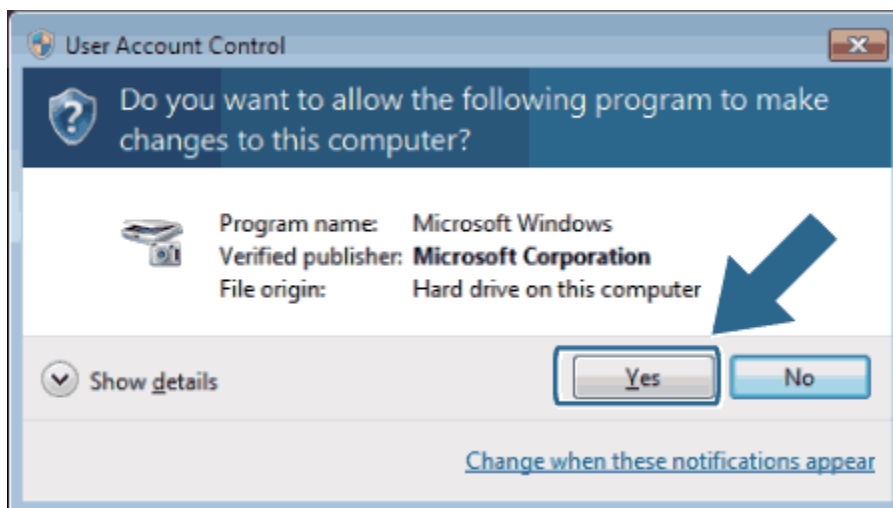 User Account Control
Do you want to allow the following program to make
changes to this computer?
Program name: Microsoft Windows
Verified publisher: Microsoft Corporation
File origin: Hard drive on this computer
Show details Yes No
Change when these notifications appear